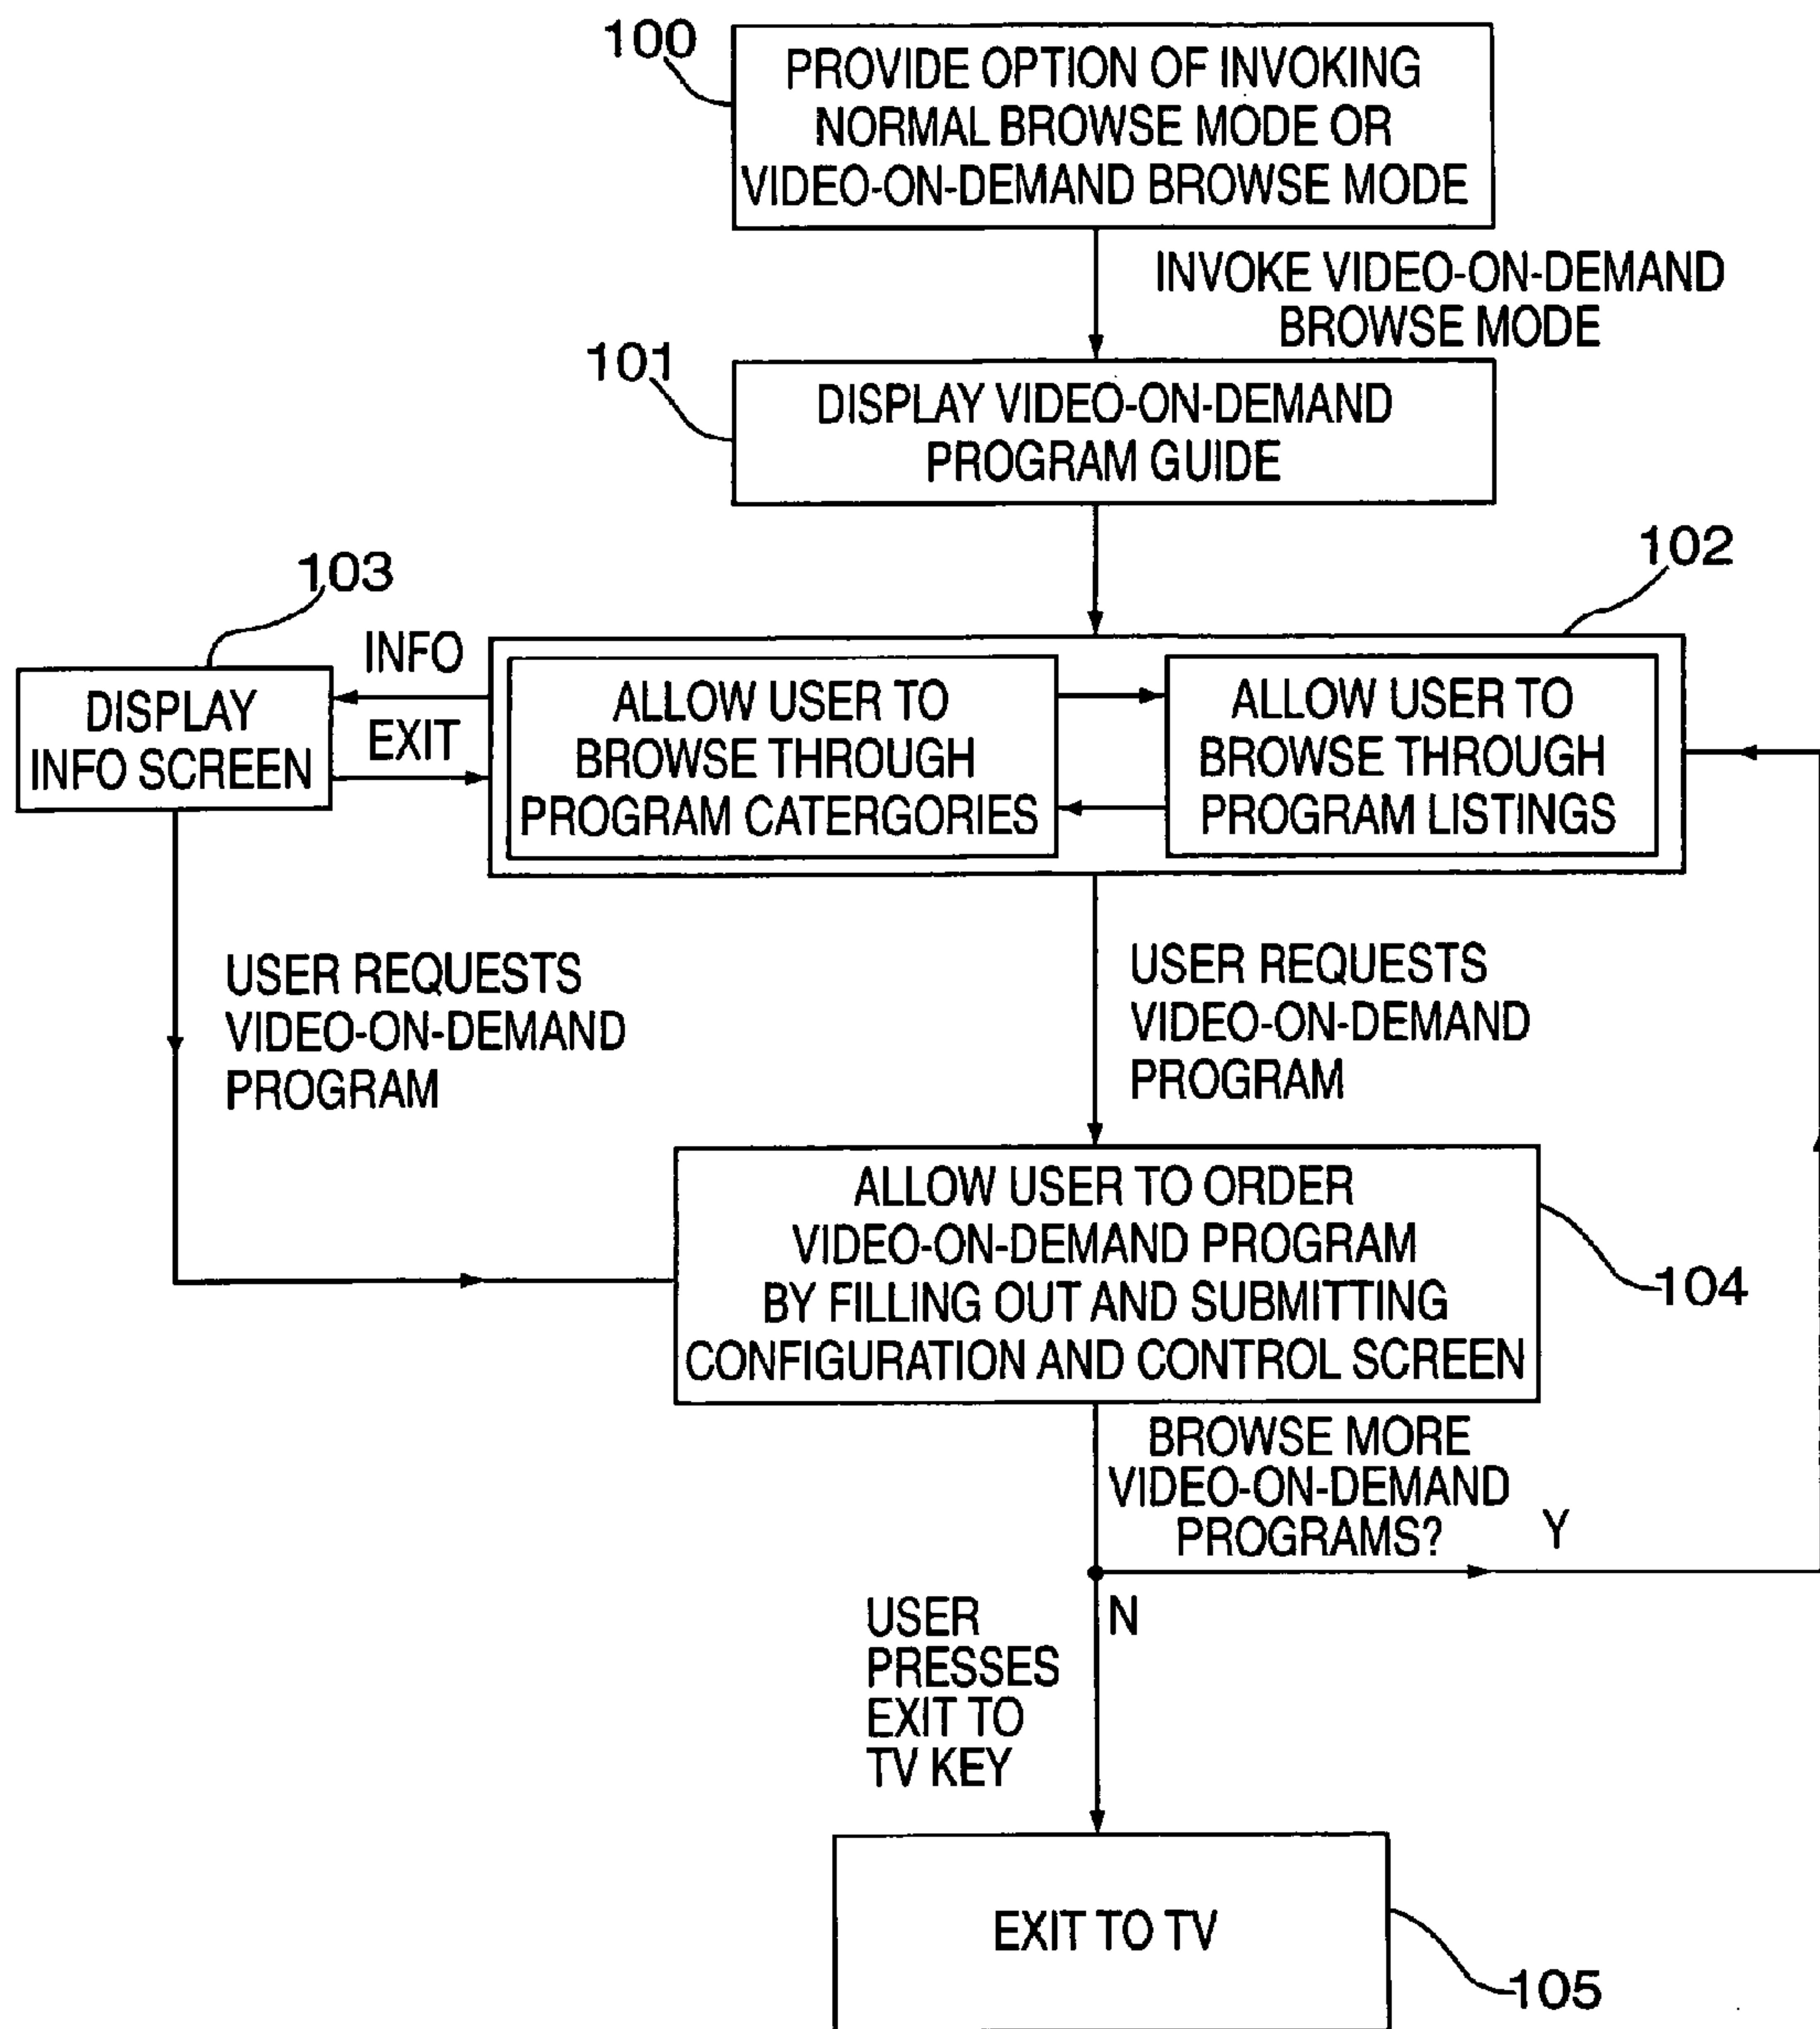 100
PROVIDE OPTION OF INVOKING
NORMAL BROWSE MODE OR
VIDEO-ON-DEMAND BROWSE MODE
INVOKE VIDEO-ON-DEMAND
BROWSE MODE
101
DISPLAY VIDEO-ON-DEMAND
PROGRAM GUIDE
102
103
INFO
EXIT
DISPLAY
INFO SCREEN
ALLOW USER TO
BROWSE THROUGH
PROGRAM CATERGORIES
ALLOW USER TO
BROWSE THROUGH
PROGRAM LISTINGS
USER REQUESTS
VIDEO-ON-DEMAND
PROGRAM
USER REQUESTS
VIDEO-ON-DEMAND
PROGRAM
ALLOW USER TO ORDER
VIDEO-ON-DEMAND PROGRAM
BY FILLING OUT AND SUBMITTING
CONFIGURATION AND CONTROL SCREEN
104
BROWSE MORE
VIDEO-ON-DEMAND
PROGRAMS?
Y
N
USER
PRESSES
EXIT TO
TV KEY
EXIT TO TV
105